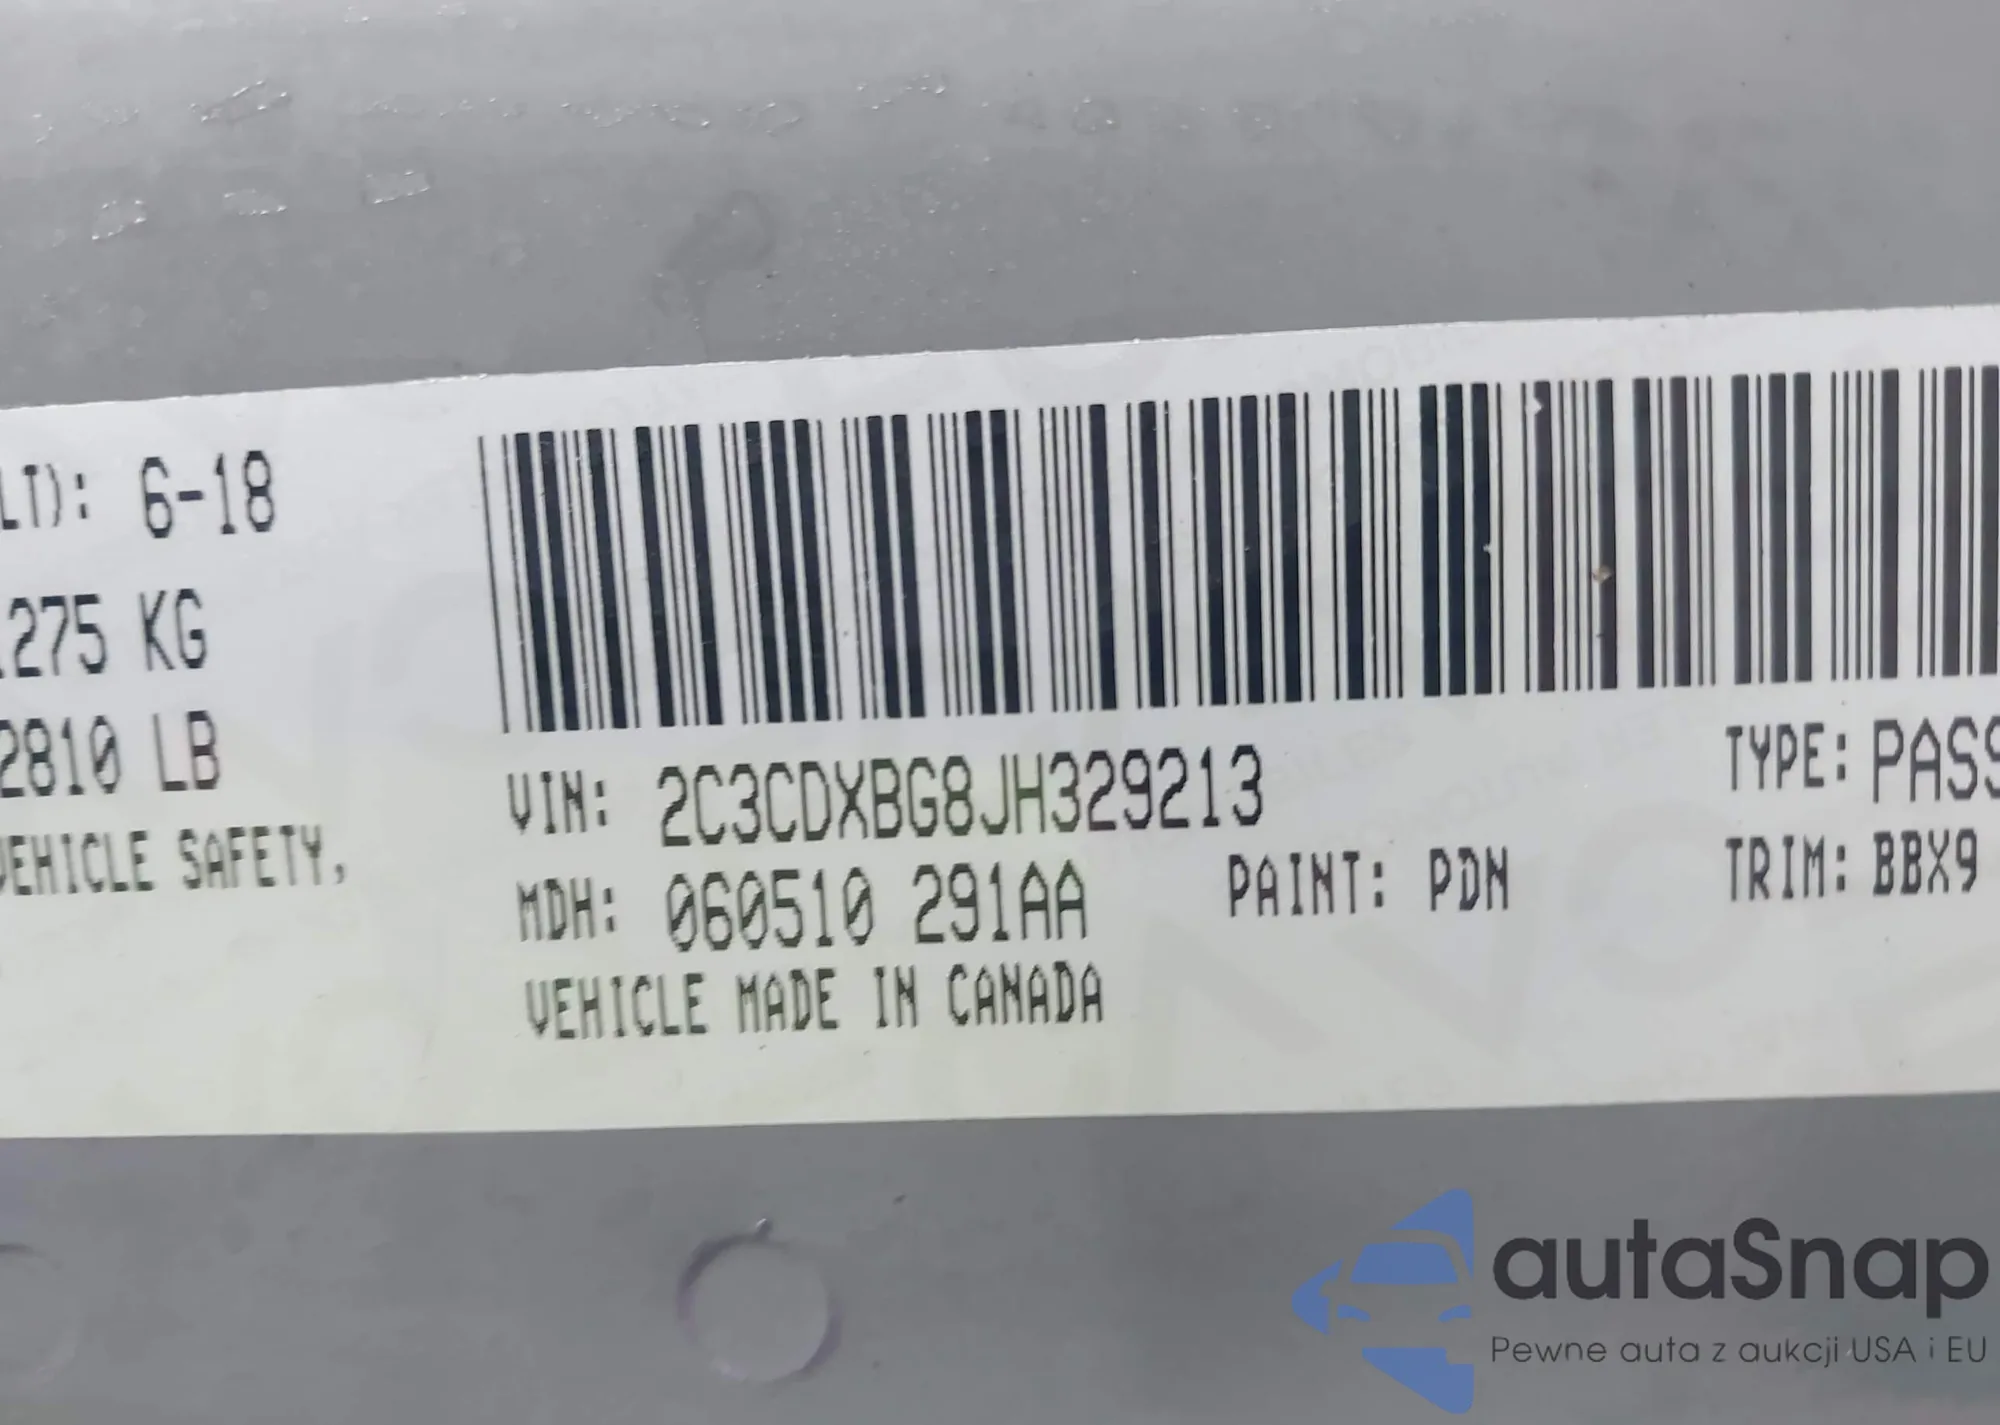 LT): 6-18
275 KG
2810 LB
VEHICLE SAFETY,
VIN: 2C3CDXBG8JH329213
TYPE: PASS
MDH: 060510 291AA
PAINT: PDN
TRIM: BBX9
VEHICLE MADE IN CANADA
autaSnap
Pewne auta z aukcji USA i EU